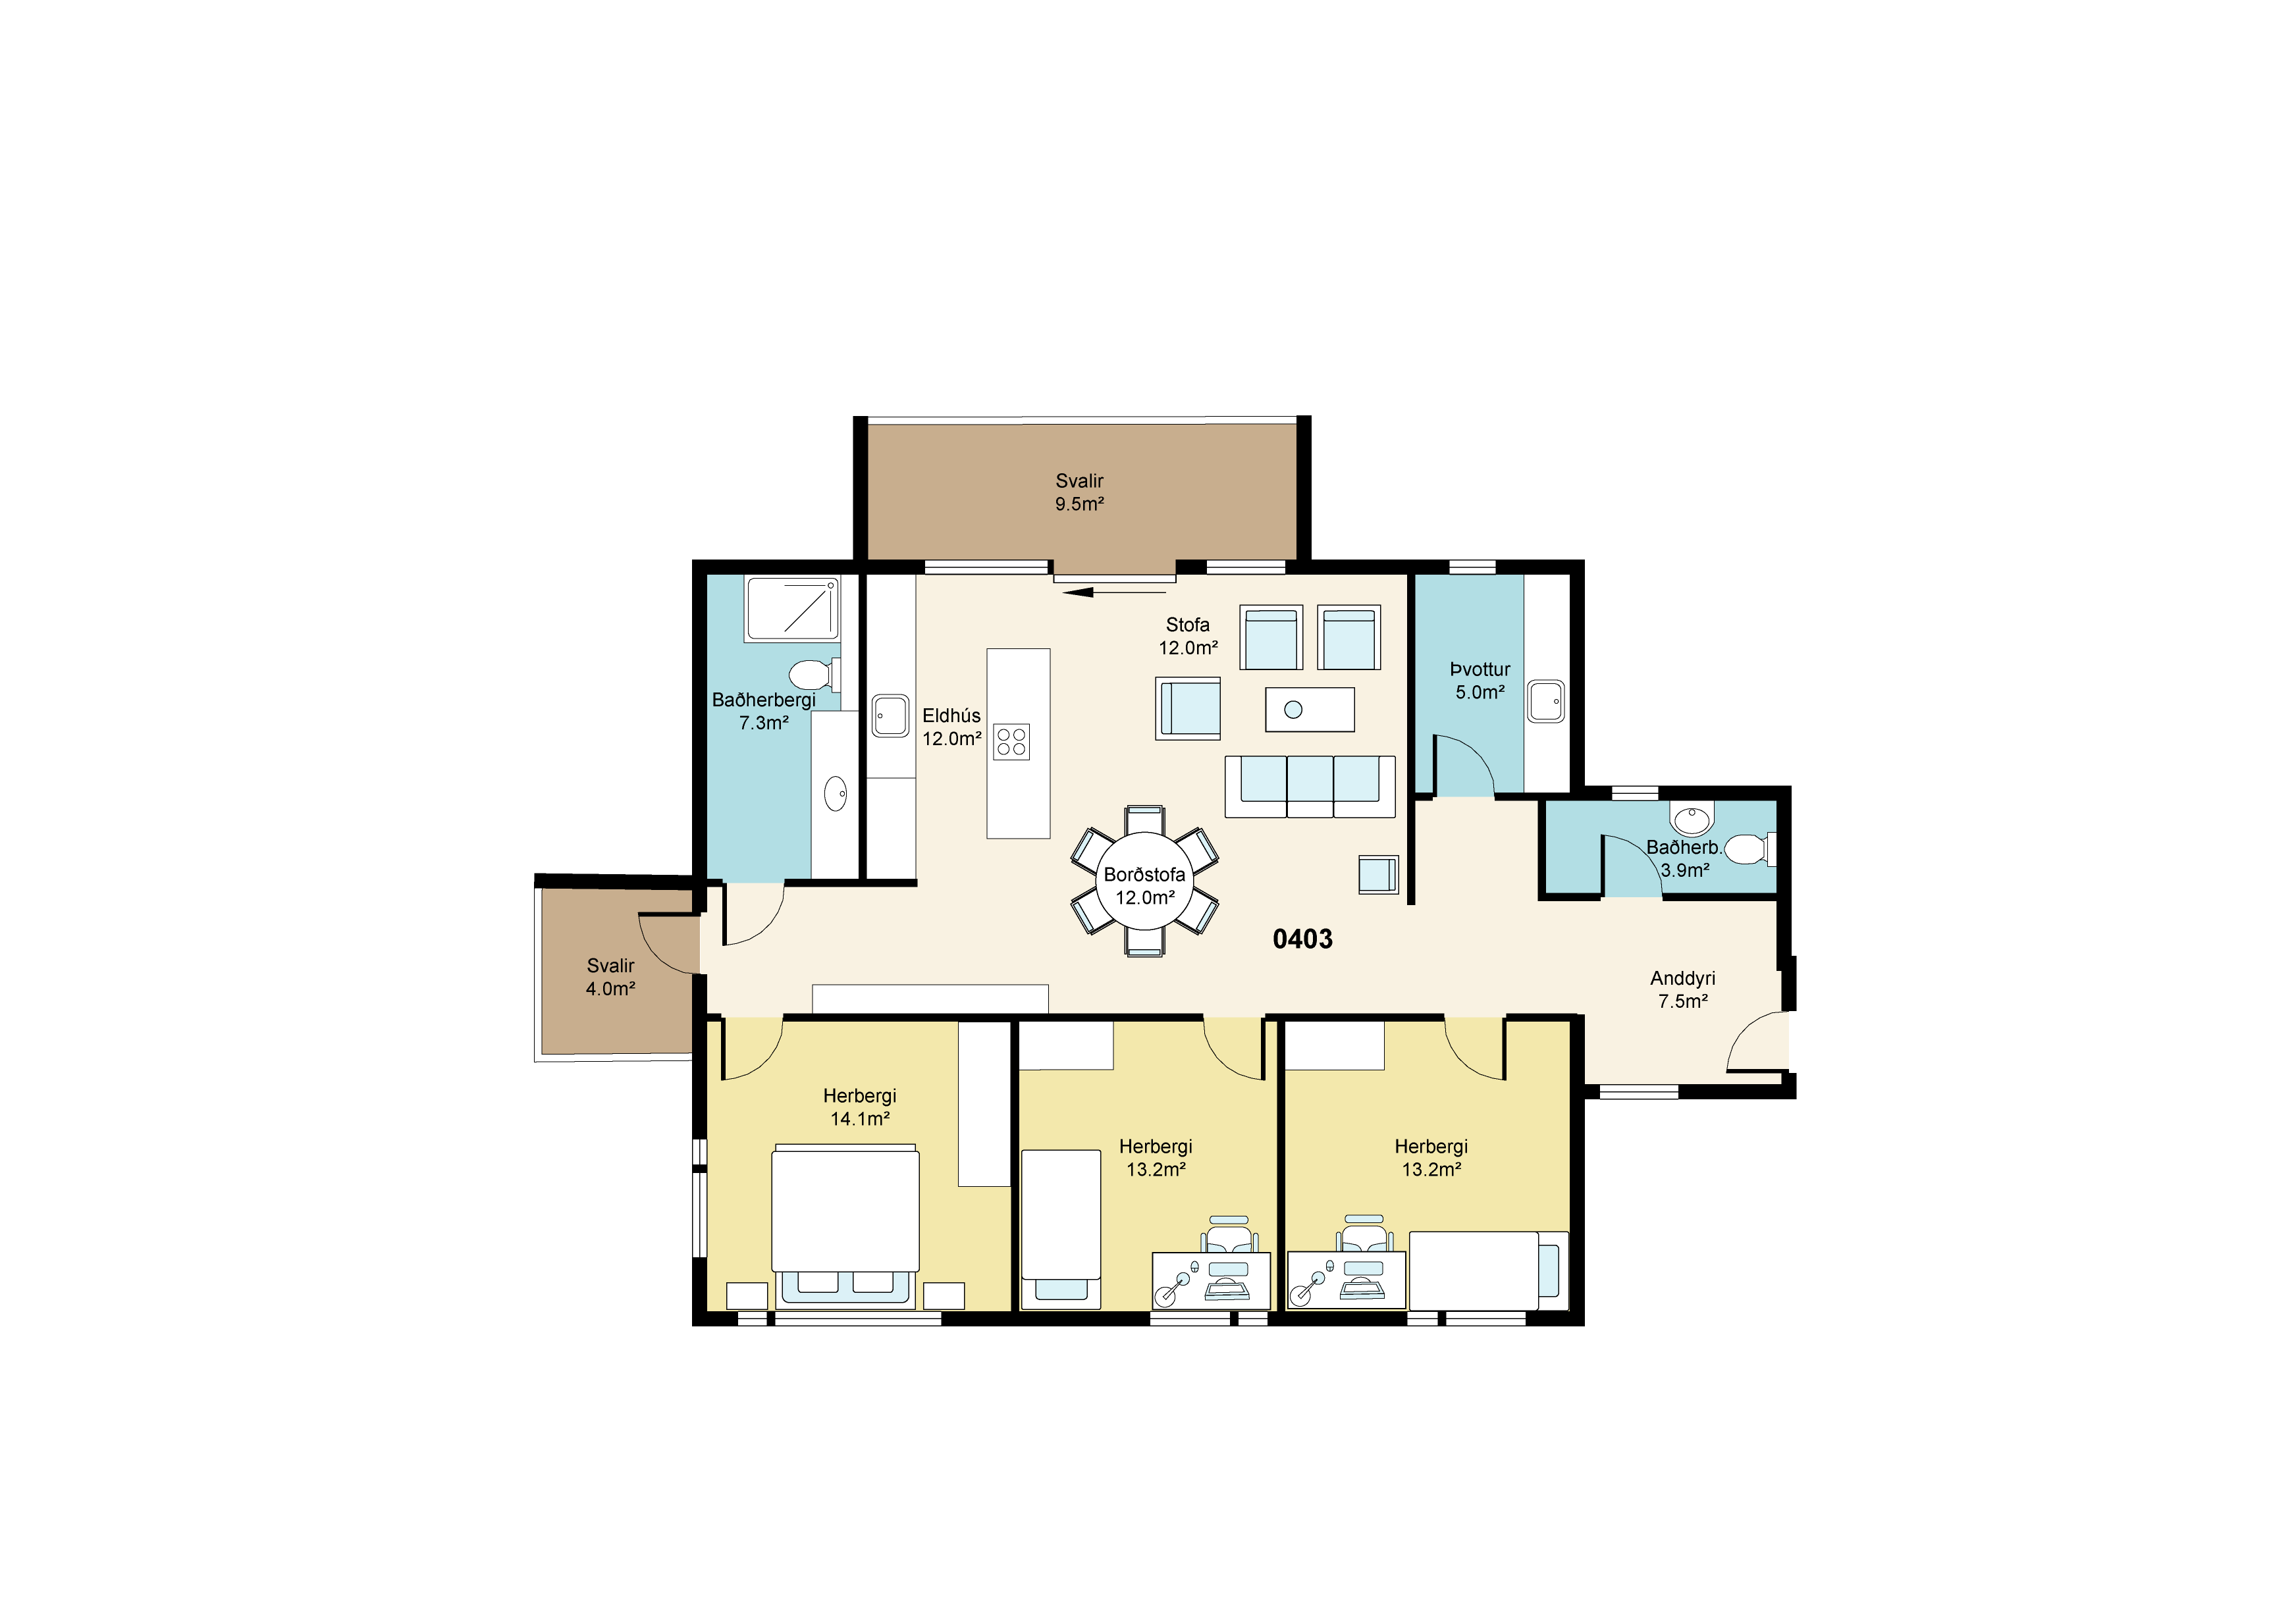 Svalir
9.5m²
Stofa
12.0m²
Þvottur
5.0m²
Baðherbergi
7.3m²
Eldhús
12.0m²
Baðherb.
3.9m²
Borðstofa
12.0m²
0403
Svalir
4.0m²
Anddyri
7.5m²
Herbergi
14.1m²
Herbergi
13.2m²
Herbergi
13.2m²